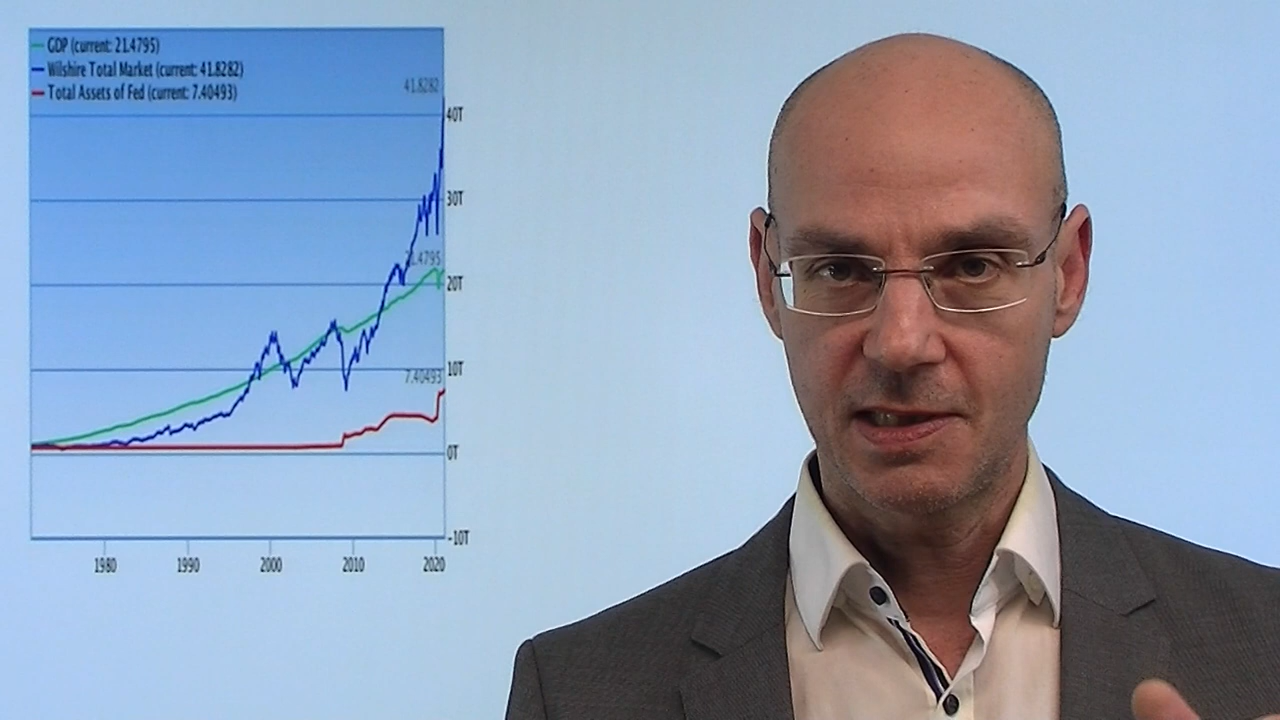 GDP (current: 21.4795)
Wilshire Total Market (current: 41.8282)
Total Assets of Fed (current: 7.40493)
41.8282
40T
30T
21.4795
20T
10T
7.40493
0T
-10T
1980 1990 2000 2010 2020